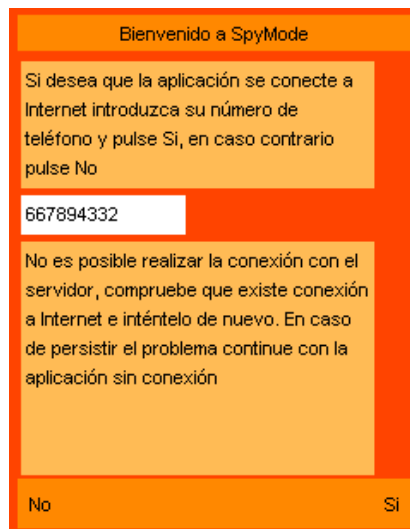 Bienvenido a SpyMode
Si desea que la aplicación se conecte a
Internet introduzca su número de
teléfono y pulse Si, en caso contrario
pulse No
667894332
No es posible realizar la conexión con el
servidor, compruebe que existe conexión
a Internet e inténtelo de nuevo. En caso
de persistir el problema continue con la
aplicación sin conexión
No
Si